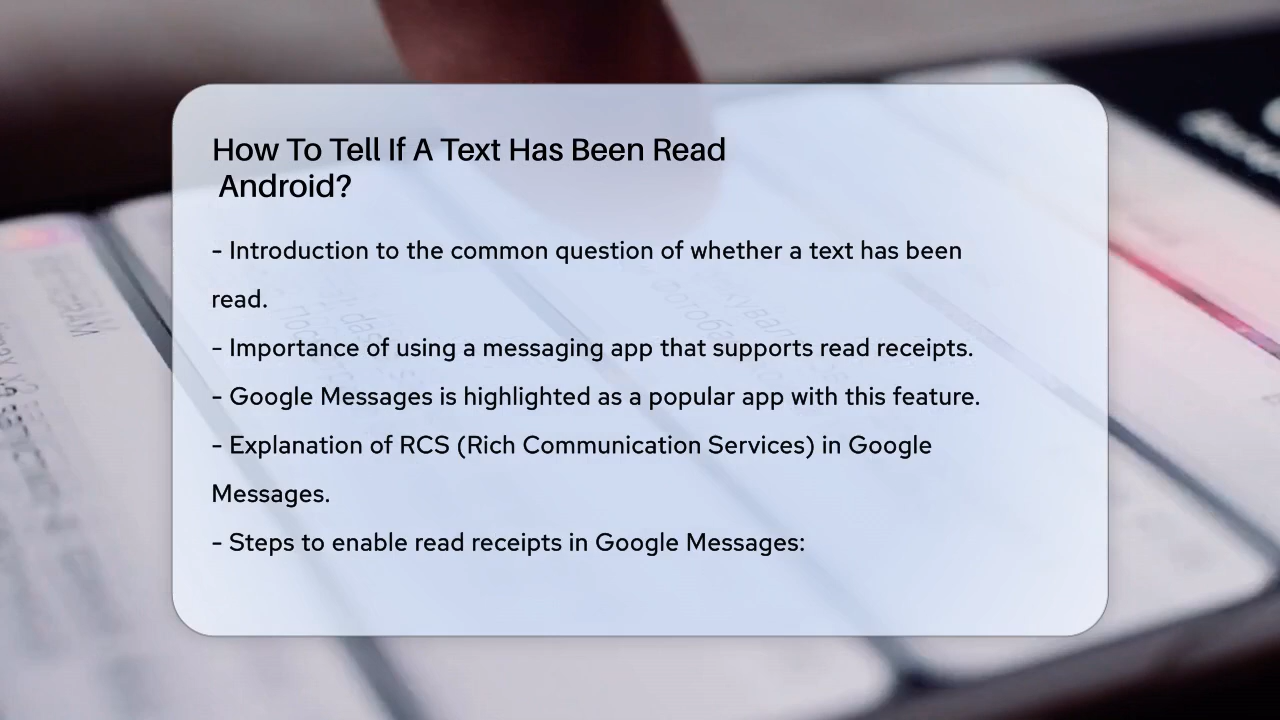 How To Tell If A Text Has Been Read
Android?
- Introduction to the common question of whether a text has been
read.
- Importance of using a messaging app that supports read receipts.
- Google Messages is highlighted as a popular app with this feature.
- Explanation of RCS (Rich Communication Services) in Google
Messages.
- Steps to enable read receipts in Google Messages: